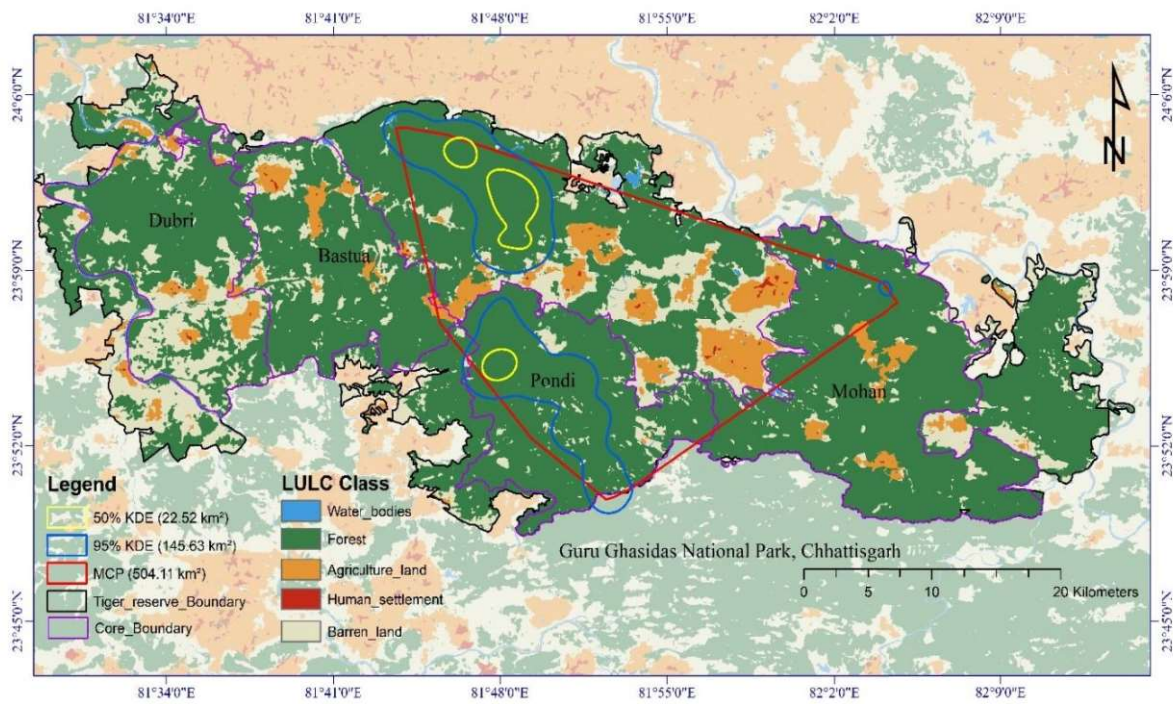 81°34'0"E
81°41'0"E
81°48'0"E
81°55'0"E
82°2'0"E
82°9'0"E
24°6'0"N
24°6'0"N
N
Dubri
Bastua
23°59'0"N
23°59'0"N
Pondi
Mohan
23°52'0"N
23°52'0"N
Legend
50% KDE (22.52 km²)
95% KDE (145.63 km²)
MCP (504.11 km²)
Tiger_reserve_Boundary
Core_Boundary
LULC Class
Water_bodies
Forest
Agriculture_land
Human_settlement
Barren_land
Guru Ghasidas National Park, Chhattisgarh
0 5 10 20 Kilometers
23°45'0"N
23°45'0"N
81°34'0"E
81°41'0"E
81°48'0"E
81°55'0"E
82°2'0"E
82°9'0"E